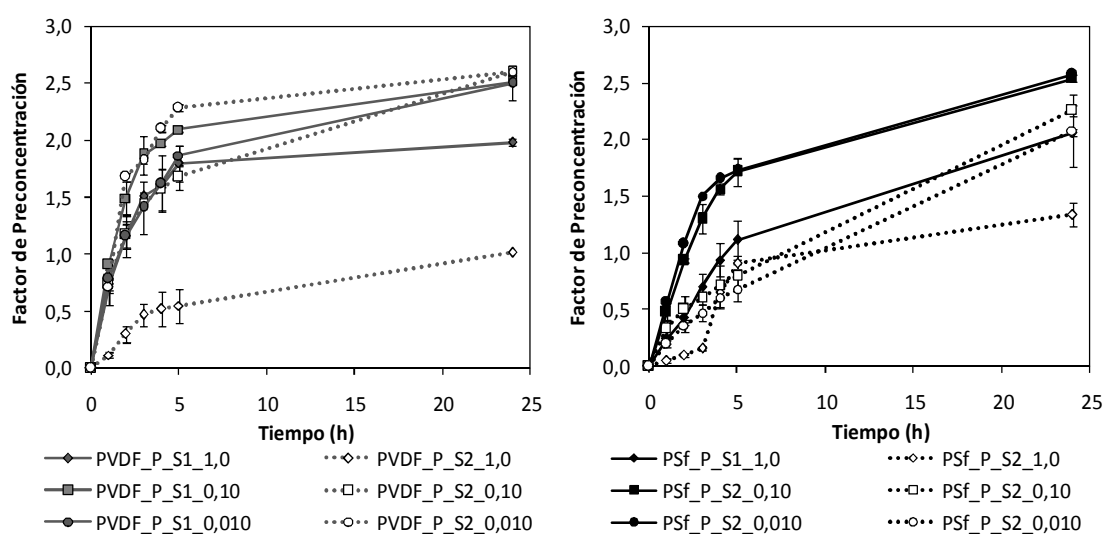 Factor de Preconcentración
3,0
2,5
2,0
1,5
1,0
0,5
0,0
0 5 10 15 20 25
Tiempo (h)
PVDF_P_S1_1,0 PVDF_P_S2_1,0
PVDF_P_S1_0,10 PVDF_P_S2_0,10
PVDF_P_S1_0,010 PVDF_P_S2_0,010
Factor de Preconcentración
3,0
2,5
2,0
1,5
1,0
0,5
0,0
0 5 10 15 20 25
Tiempo (h)
PSf_P_S1_1,0 PSf_P_S2_1,0
PSf_P_S2_0,10 PSf_P_S2_0,10
PSf_P_S2_0,010 PSf_P_S2_0,010